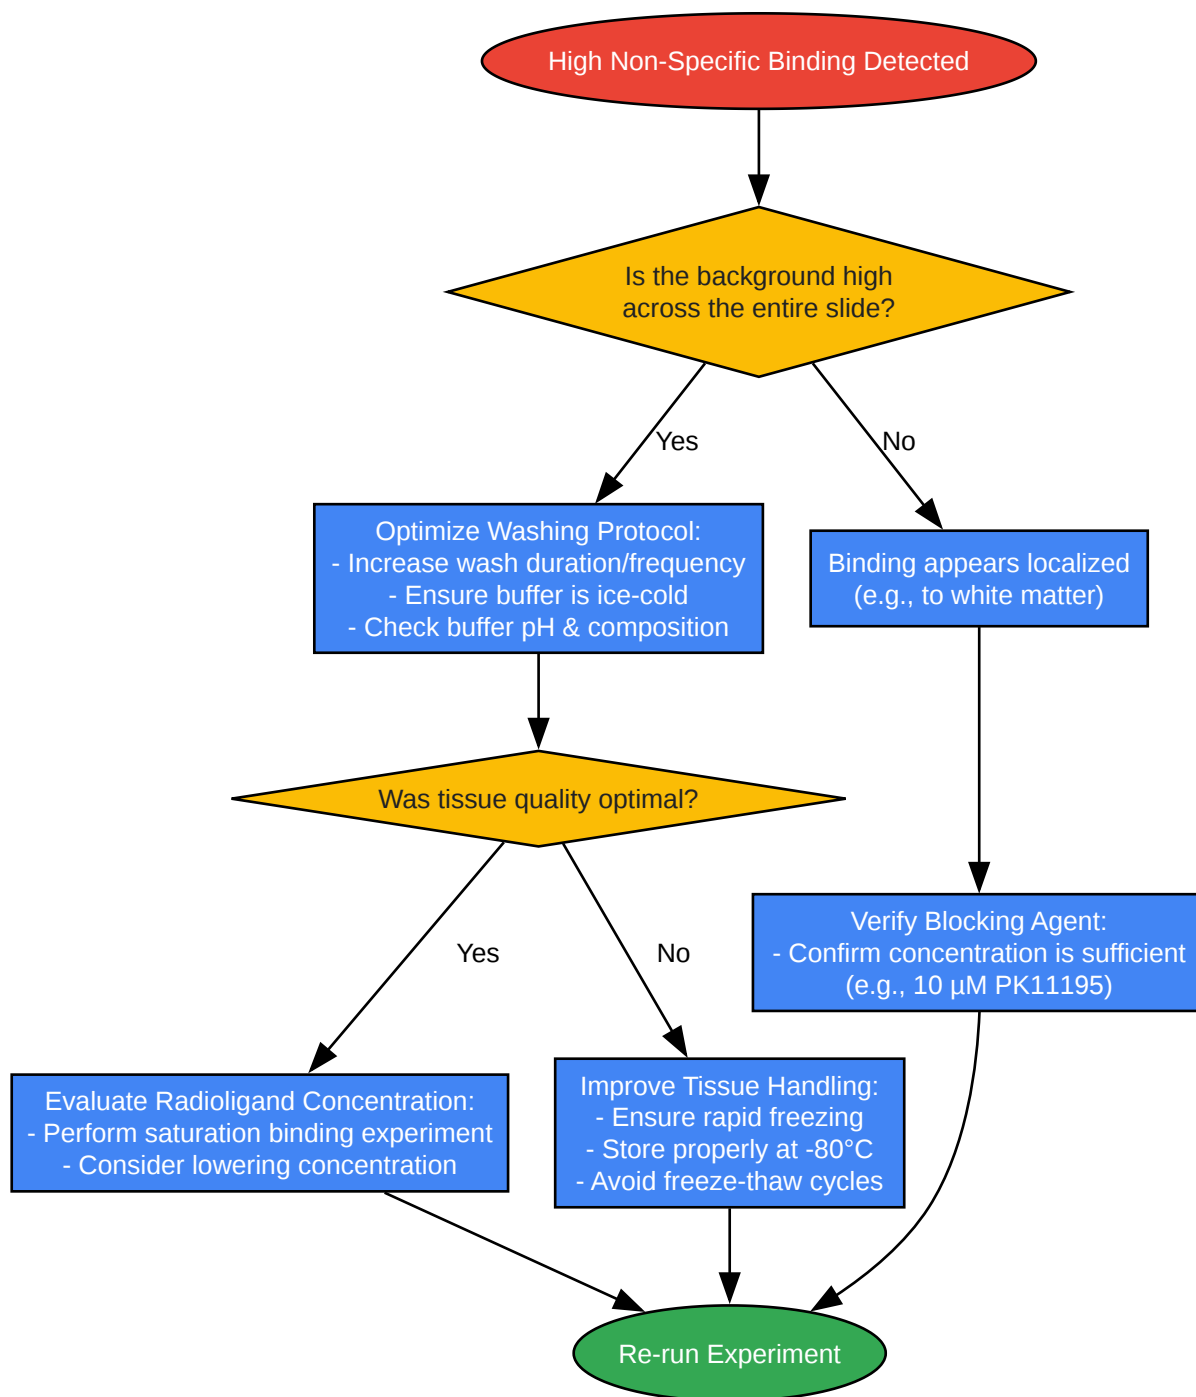 High Non-Specific Binding Detected
Is the background high
across the entire slide?
Yes
No
Optimize Washing Protocol:
- Increase wash duration/frequency
- Ensure buffer is ice-cold
- Check buffer pH & composition
Binding appears localized
(e.g., to white matter)
Was tissue quality optimal?
Yes
No
Verify Blocking Agent:
- Confirm concentration is sufficient
(e.g., 10 µM PK11195)
Evaluate Radioligand Concentration:
- Perform saturation binding experiment
- Consider lowering concentration
Improve Tissue Handling:
- Ensure rapid freezing
- Store properly at -80°C
- Avoid freeze-thaw cycles
Re-run Experiment